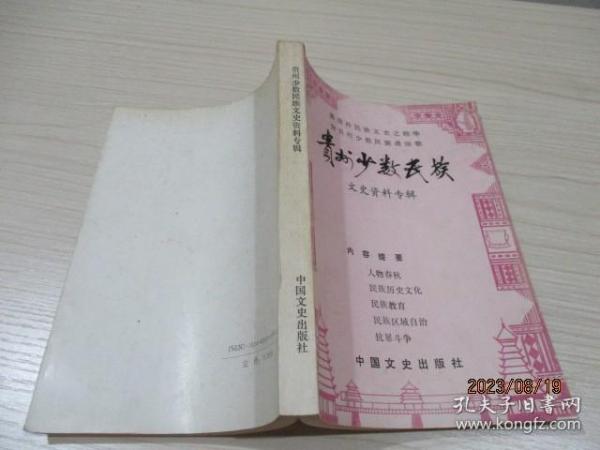 贵州少数民族文史资料专辑
中国文史出版社
贵州少数民族
文史资料专辑
内容提要
人物春秋
民族历史文化
民族教育
民族区域自治
抗暴斗争
中国文史出版社
2023/08/19
孔夫子旧书网
www.kongfz.com